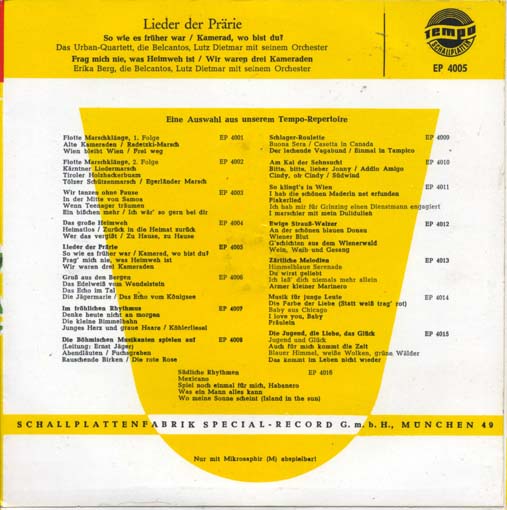 Lieder der Prärie
So wie es früher war / Kamerad, wo bist du?
Das Urban-Quartett, die Belcantos, Lutz Dietmar mit seinem Orchester
Frag mich nie, was Heimweh ist / Wir waren drei Kameraden
Erika Berg, die Belcantos, Lutz Dietmar mit seinem Orchester
Tempo
SCHALLPLATTEN
EP 4005
Eine Auswahl aus unserem Tempo-Repertoire
Flotte Marschklänge, 1. Folge EP 4001
Alte Kameraden / Radetzki-Marsch
Wien bleibt Wien / Frei weg
Flotte Marschklänge, 2. Folge EP 4002
Kärntner Liedermarsch
Tiroler Holzhackerbuam
Tölzer Schützenmarsch / Egerländer Marsch
Wir tanzen ohne Pause EP 4003
In der Mitte von Samoa
Wenn Teenager träumen
Ein bißchen mehr / Ich wär' so gern bei dir
Das große Heimweh EP 4004
Heimatlos / Zurück in die Heimat zurück
Wer das vergißt / Zu Hause, zu Hause
Lieder der Prärie EP 4005
So wie es früher war / Kamerad, wo bist du?
Frag' mich nie, was Heimweh ist
Wir waren drei Kameraden
Gruß aus den Bergen EP 4006
Das Edelweiß vom Wendelstein
Das Echo im Tal
Die Jägermarie / Das Echo vom Königsee
Im fröhlichen Rhythmus EP 4007
Denke heute nicht an morgen
Die kleine Bimmelbahn
Junges Herz und graue Haare / Köhlerliesel
Die Böhmischen Musikanten spielen auf EP 4008
(Leitung: Ernst Jäger)
Abendläuten / Fuchsgraben
Rauschende Birken / Die rote Rose
Schlager-Roulette EP 4009
Buona Sera / Casetta in Canada
Der lachende Vagabund / Einmal in Tampico
Am Kai der Sehnsucht EP 4010
Bitte, bitte, lieber Jonny / Addio Amigo
Cindy, oh Cindy / Südwind
So klingt's in Wien EP 4011
I hab die schönen Maderln net erfunden
Fiakerlied
Ich hab mir für Grinzing einen Dienstmann engagiert
I marschier mit mein Dulidulieh
Ewige Strauß-Walzer EP 4012
An der schönen blauen Donau
Wiener Blut
G'schichten aus dem Wienerwald
Wein, Weib und Gesang
Zärtliche Melodien EP 4013
Himmelblaue Serenade
Du wirst geliebt
Ich laß' dich niemals mehr allein
Armer kleiner Marinero
Musik für junge Leute EP 4014
Die Farbe der Liebe (Statt weiß trag' rot)
Baby aus Chicago
I love you, Baby
Fräulein
Die Jugend, die Liebe, das Glück EP 4015
Jugend und Glück
Auch für mich kommt die Zeit
Blauer Himmel, weiße Wolken, grüne Wälder
Das kommt im Leben nicht wieder
Südliche Rhythmen EP 4016
Mexicano
Spiel noch einmal für mich, Habanero
Was ein Mann alles kann
Wo meine Sonne scheint (Island in the sun)
SCHALLPLATTENFABRIK SPECIAL-RECORD G.m.b.H., MÜNCHEN 49
Nur mit Mikrosaphir (M) abspielbar!